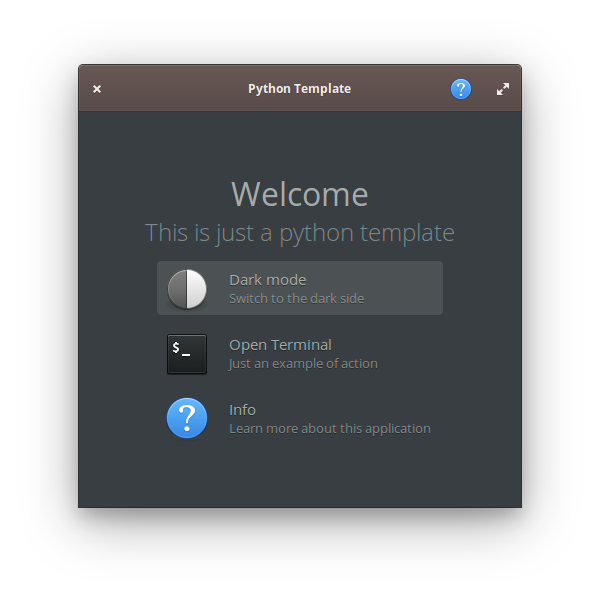 Python Template
?
Welcome
This is just a python template
Dark mode
Switch to the dark side
$_
Open Terminal
Just an example of action
?
Info
Learn more about this application